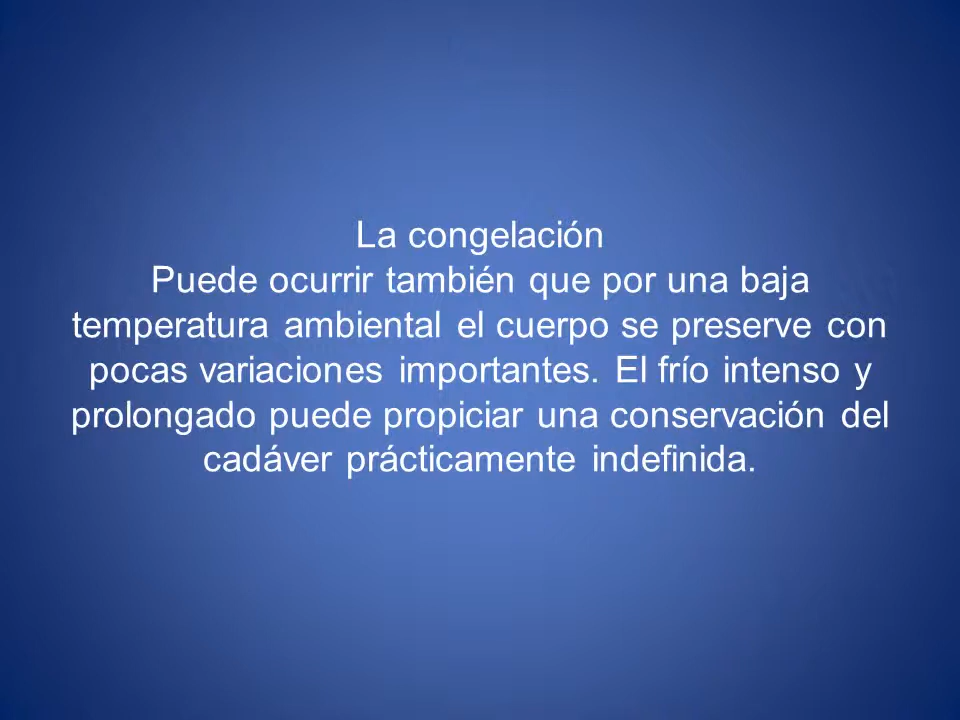 La congelación
Puede ocurrir también que por una baja
temperatura ambiental el cuerpo se preserve con
pocas variaciones importantes. El frío intenso y
prolongado puede propiciar una conservación del
cadáver prácticamente indefinida.